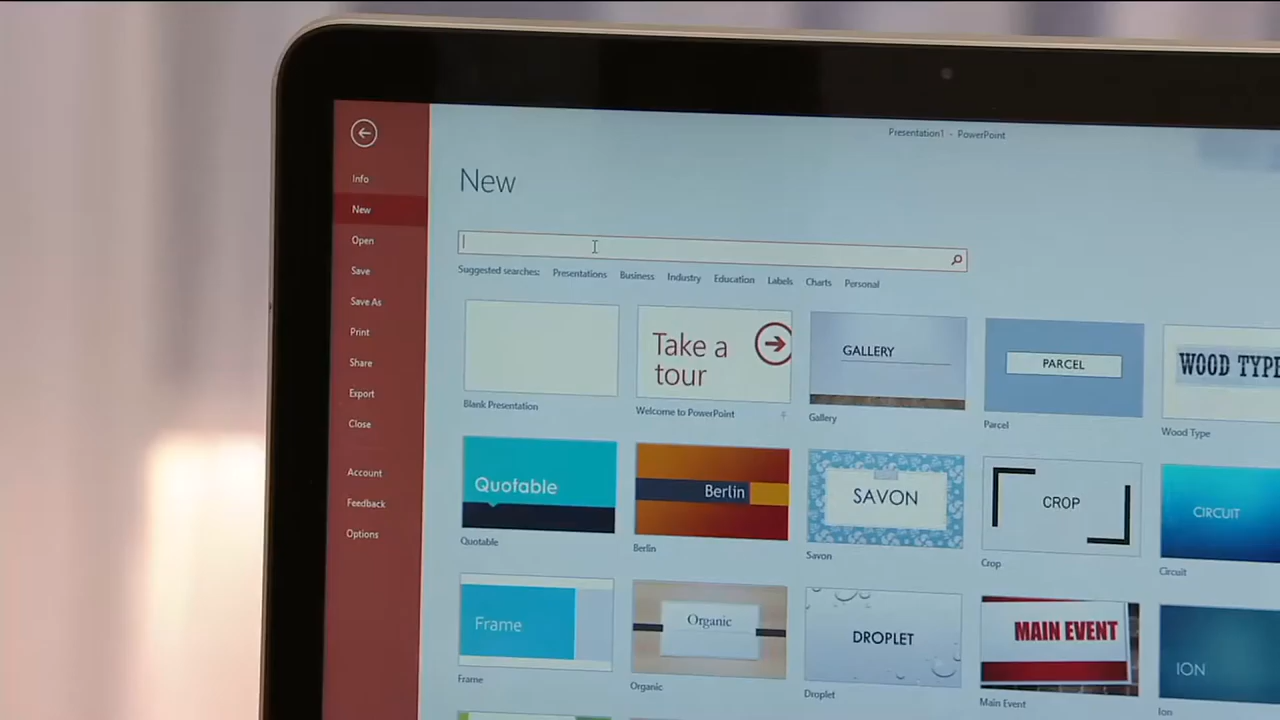 Presentation1 - PowerPoint
Info
New
Open
Save
Save As
Print
Share
Export
Close
Account
Feedback
Options
New
Suggested searches: Presentations Business Industry Education Labels Charts Personal
Take a
tour
GALLERY
PARCEL
WOOD TYPE
Blank Presentation
Welcome to PowerPoint
Gallery
Parcel
Wood Type
Quotable
Berlin
SAVON
CROP
CIRCUIT
Quotable
Berlin
Savon
Crop
Circuit
Frame
Organic
DROPLET
MAIN EVENT
ION
Frame
Organic
Droplet
Main Event
Ion